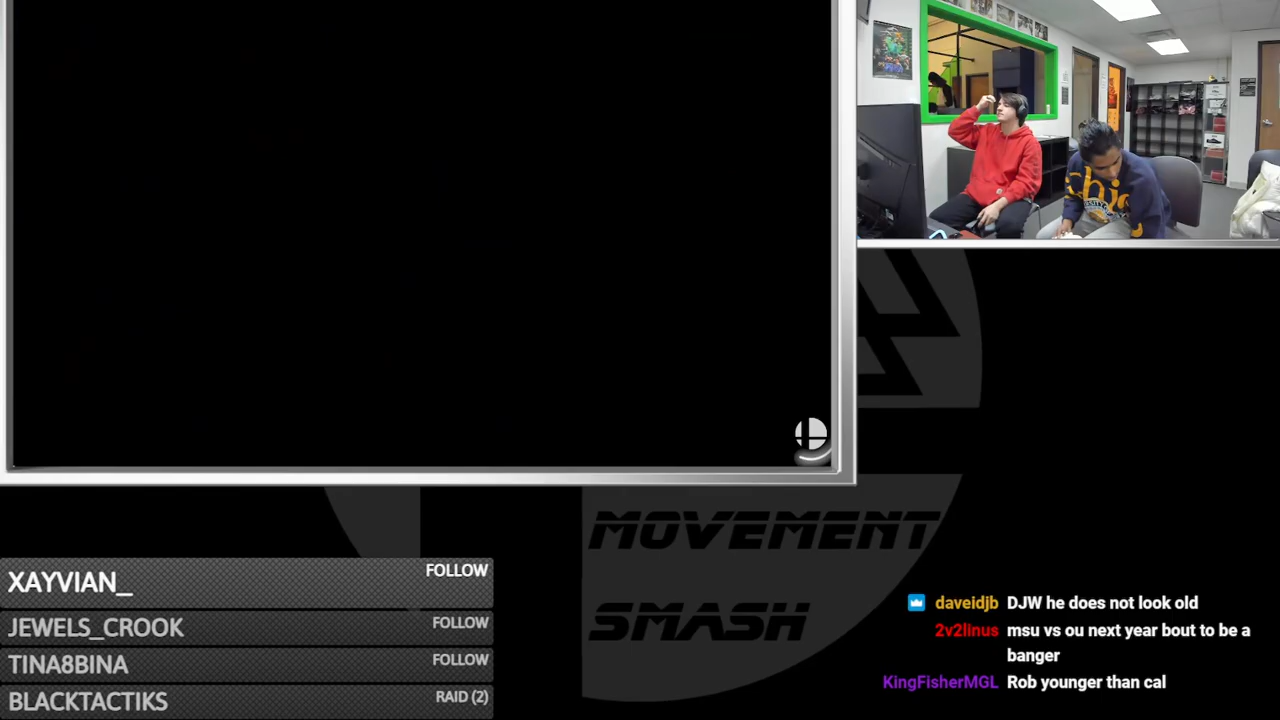 MOVEMENT
SMASH
XAYVIAN_ FOLLOW
JEWELS_CROOK FOLLOW
TINA8BINA FOLLOW
BLACKTACTIKS RAID (2)
daveidjb DJW he does not look old
2v2linus msu vs ou next year bout to be a
banger
KingFisherMGL Rob younger than cal